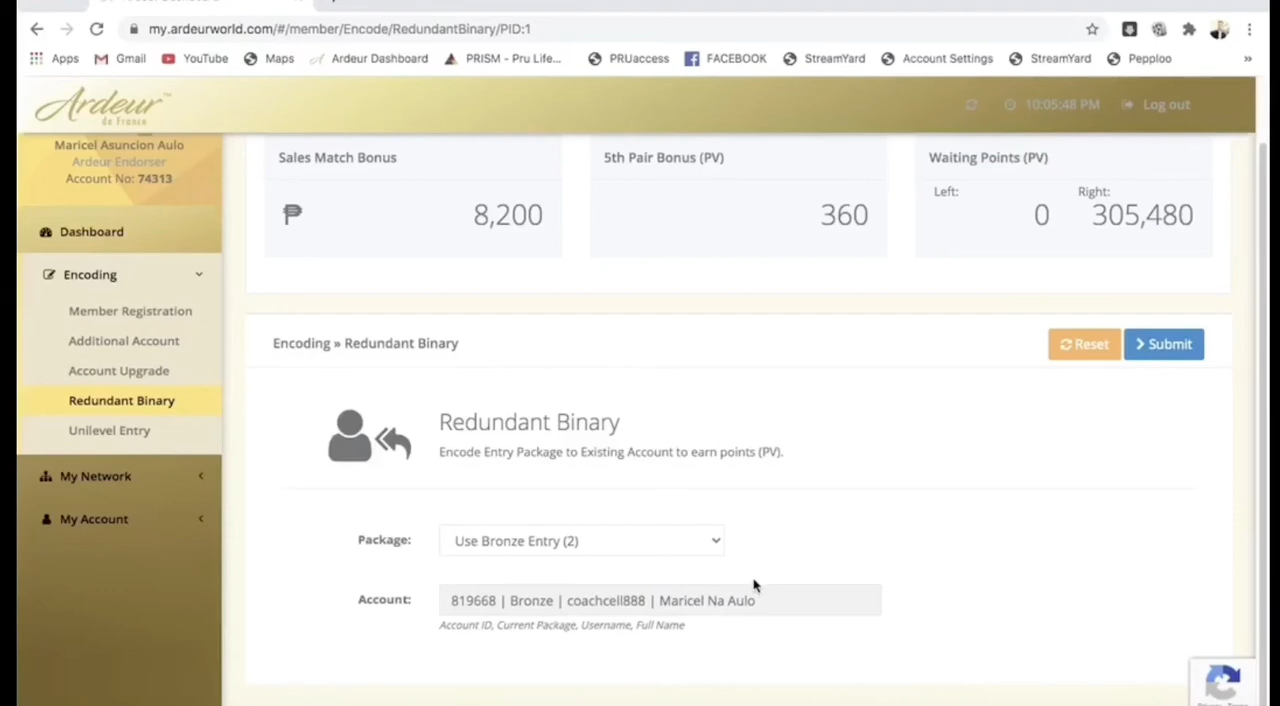 my.ardeurworld.com/#/member/Encode/RedundantBinary/PID:1
Apps Gmail YouTube Maps Ardeur Dashboard PRISM - Pru Life... PRUaccess FACEBOOK StreamYard Account Settings StreamYard Pepploo »
Ardeur™
de France
10:05:48 PM Log out
Maricel Asuncion Aulo
Ardeur Endorser
Account No: 74313
Dashboard
Encoding
Member Registration
Additional Account
Account Upgrade
Redundant Binary
Unilevel Entry
My Network
My Account
Sales Match Bonus
₱ 8,200
5th Pair Bonus (PV)
360
Waiting Points (PV)
Left: Right:
0 305,480
Encoding » Redundant Binary
Reset Submit
Redundant Binary
Encode Entry Package to Existing Account to earn points (PV).
Package: Use Bronze Entry (2)
Account: 819668 | Bronze | coachcell888 | Maricel Na Aulo
Account ID, Current Package, Username, Full Name